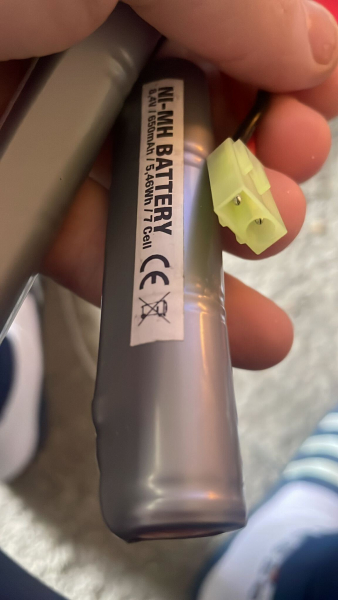 NI-MH BATTERY
8,4V / 650mAh / 5,46Wh / 7 Cell
CE